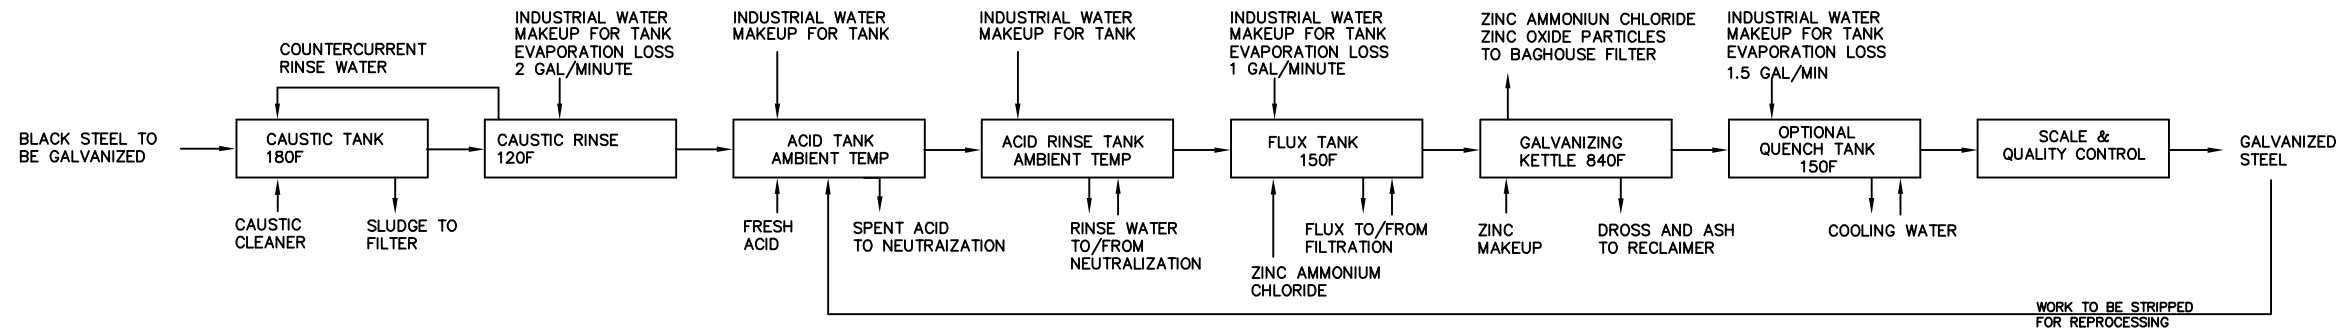 INDUSTRIAL WATER
MAKEUP FOR TANK
EVAPORATION LOSS
2 GAL/MINUTE
INDUSTRIAL WATER
MAKEUP FOR TANK
INDUSTRIAL WATER
MAKEUP FOR TANK
INDUSTRIAL WATER
MAKEUP FOR TANK
EVAPORATION LOSS
1 GAL/MINUTE
ZINC AMMONIUN CHLORIDE
ZINC OXIDE PARTICLES
TO BAGHOUSE FILTER
INDUSTRIAL WATER
MAKEUP FOR TANK
EVAPORATION LOSS
1.5 GAL/MIN
COUNTERCURRENT
RINSE WATER
BLACK STEEL TO
BE GALVANIZED
CAUSTIC TANK
180F
CAUSTIC RINSE
120F
ACID TANK
AMBIENT TEMP
ACID RINSE TANK
AMBIENT TEMP
FLUX TANK
150F
GALVANIZING
KETTLE 840F
OPTIONAL
QUENCH TANK
150F
SCALE &
QUALITY CONTROL
GALVANIZED
STEEL
CAUSTIC
CLEANER
SLUDGE TO
FILTER
FRESH
ACID
SPENT ACID
TO NEUTRAIZATION
RINSE WATER
TO/FROM
NEUTRALIZATION
ZINC AMMONIUM
CHLORIDE
FLUX TO/FROM
FILTRATION
ZINC
MAKEUP
DROSS AND ASH
TO RECLAIMER
COOLING WATER
WORK TO BE STRIPPED
FOR REPROCESSING